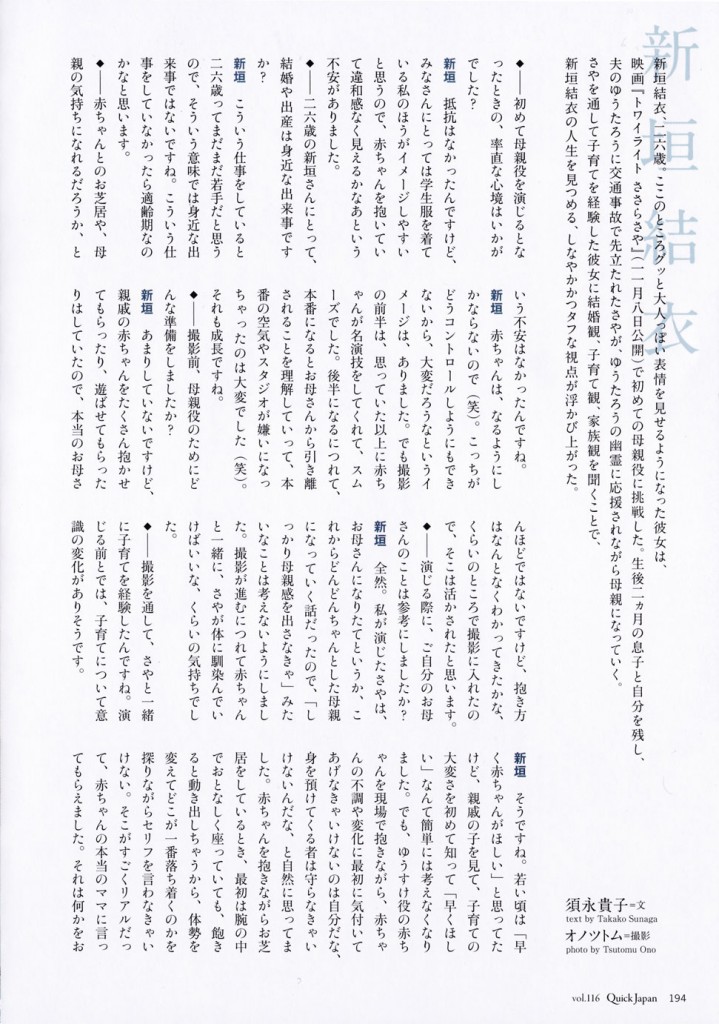 新垣結衣
新垣結衣、二六歳。ここのところグッと大人っぽい表情を見せるようになった彼女は、
映画『トワイライト ささらさや』(一一月八日公開)で初めての母親役に挑戦した。生後二ヵ月の息子と自分を残し、
夫のゆうたろうに交通事故で先立たれたさやが、ゆうたろうの幽霊に応援されながら母親になっていく。
さやを通して子育てを経験した彼女に結婚観、子育て観、家族観を聞くことで、
新垣結衣の人生を見つめる、しなやかかつタフな視点が浮かび上がった。
須永貴子=文
text by Takako Sunaga
オノツトム=撮影
photo by Tsutomu Ono
◆――初めて母親役を演じるとな
ったときの、率直な心境はいかが
でした?
新垣 抵抗はなかったんですけど、
みなさんにとっては学生服を着て
いる私のほうがイメージしやすい
と思うので、赤ちゃんを抱いてい
て違和感なく見えるかなあという
不安がありました。
◆――二六歳の新垣さんにとって、
結婚や出産は身近な出来事です
か?
新垣 こういう仕事をしていると
二六歳ってまだまだ若手だと思う
ので、そういう意味では身近な出
来事ではないですね。こういう仕
事をしていなかったら適齢期なの
かなと思います。
◆――赤ちゃんとのお芝居や、母
親の気持ちになれるだろうか、と
いう不安はなかったんですね。
新垣 赤ちゃんは、なるようにし
かならないので(笑)。こっちが
どうコントロールしようにもでき
ないから、大変だろうなというイ
メージは、ありました。でも撮影
の前半は、思っていた以上に赤ち
ゃんが名演技をしてくれて、スム
ーズでした。後半になるにつれて、
本番になるとお母さんから引き離
されることを理解していって、本
番の空気やスタジオが嫌いになっ
ちゃったのは大変でした(笑)。
それも成長ですね。
◆――撮影前、母親役のためにど
んな準備をしましたか?
新垣 あまりしていないですけど、
親戚の赤ちゃんをたくさん抱かせ
てもらったり、遊ばせてもらった
りはしていたので、本当のお母さ
んほどではないですけど、抱き方
はなんとなくわかってきたかな、
くらいのところで撮影に入れたの
で、そこは活かされたと思います。
◆――演じる際に、ご自分のお母
さんのことは参考にしましたか?
新垣 全然。私が演じたさやは、
お母さんになりたてというか、こ
れからどんどんちゃんとした母親
になっていく話だったので、「し
っかり母親感を出さなきゃ」みた
いなことは考えないようにしまし
た。撮影が進むにつれて赤ちゃん
と一緒に、さやが体に馴染んでい
けばいいな、くらいの気持ちでし
た。
◆――撮影を通して、さやと一緒
に子育てを経験したんですね。演
じる前とでは、子育てについて意
識の変化がありそうです。
新垣 そうですね。若い頃は「早
く赤ちゃんがほしい」と思ってた
けど、親戚の子を見て、子育ての
大変さを初めて知って「早くほし
い」なんて簡単には考えなくなり
ました。でも、ゆうすけ役の赤ち
ゃんを現場で抱きながら、赤ちゃ
んの不調や変化に最初に気付いて
あげなきゃいけないのは自分だな、
身を預けてくる者は守らなきゃい
けないんだな、と自然に思ってま
した。赤ちゃんを抱きながらお芝
居をしているとき、最初は腕の中
でおとなしく座っていても、飽き
ると動き出しちゃうから、体勢を
変えてどこが一番落ち着くのかを
探りながらセリフを言わなきゃい
けない。そこがすごくリアルだっ
て、赤ちゃんの本当のママに言っ
てもらえました。それは何かをお
vol.116 Quick Japan 194